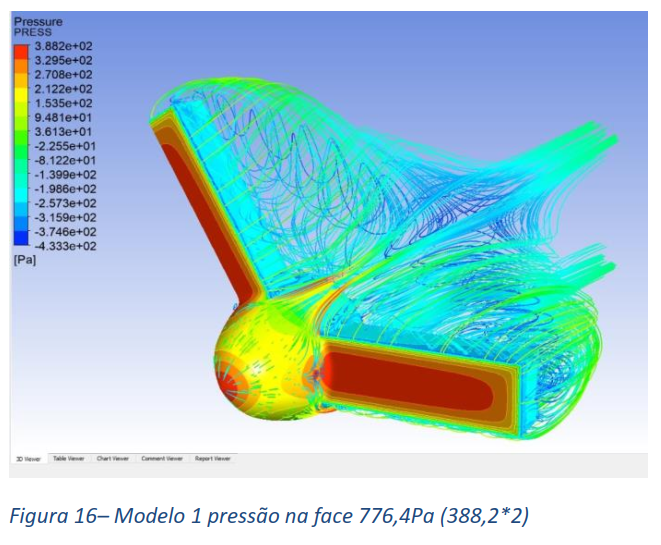 Pressure
PRESS
3.882e+02
3.295e+02
2.708e+02
2.122e+02
1.535e+02
9.481e+01
3.613e+01
-2.255e+01
-8.122e+01
-1.399e+02
-1.986e+02
-2.573e+02
-3.159e+02
-3.746e+02
-4.333e+02
[Pa]
3D Viewer Table Viewer Chart Viewer Comment Viewer Report Viewer
Figura 16– Modelo 1 pressão na face 776,4Pa (388,2*2)